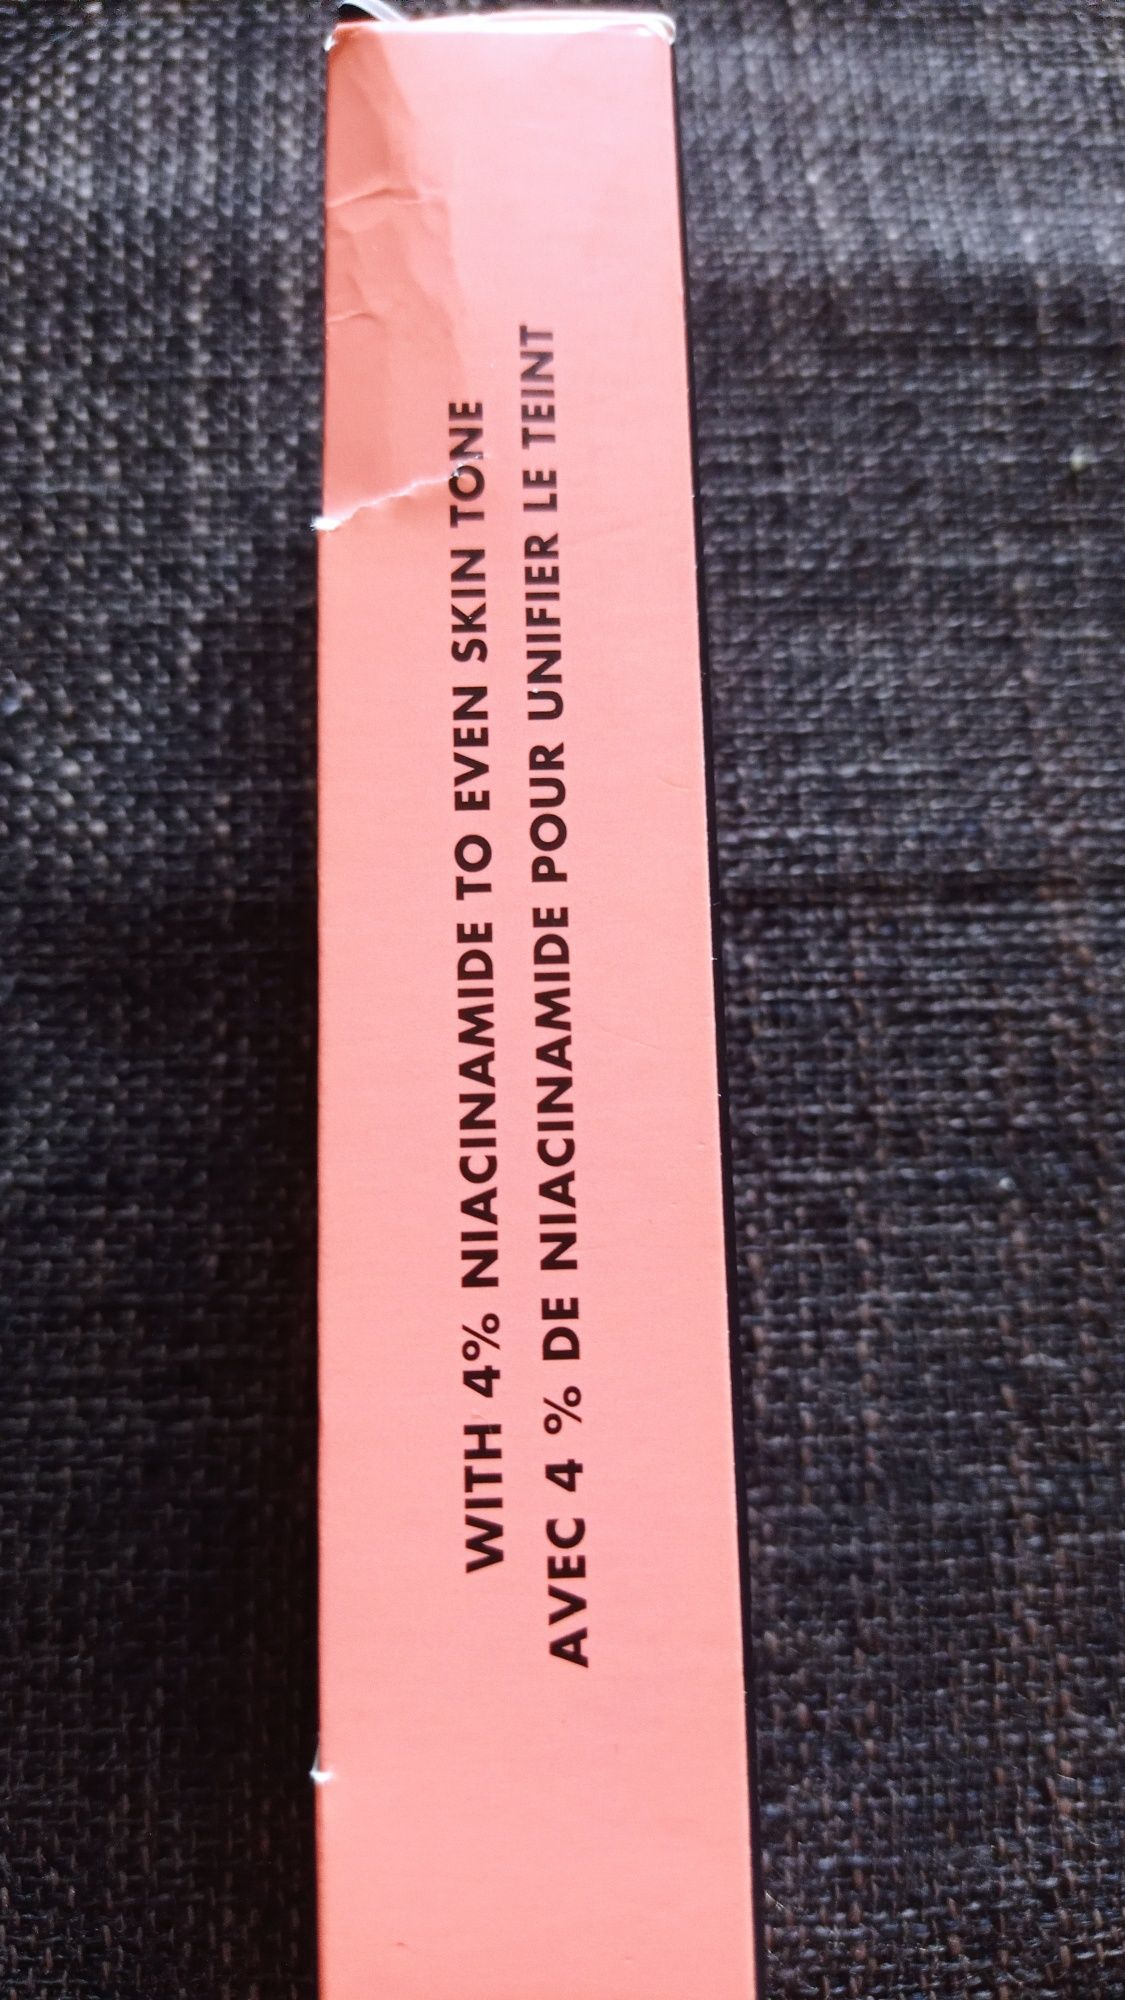 WITH 4% NIACINAMIDE TO EVEN SKIN TONE
AVEC 4 % DE NIACINAMIDE POUR UNIFIER LE TEINT